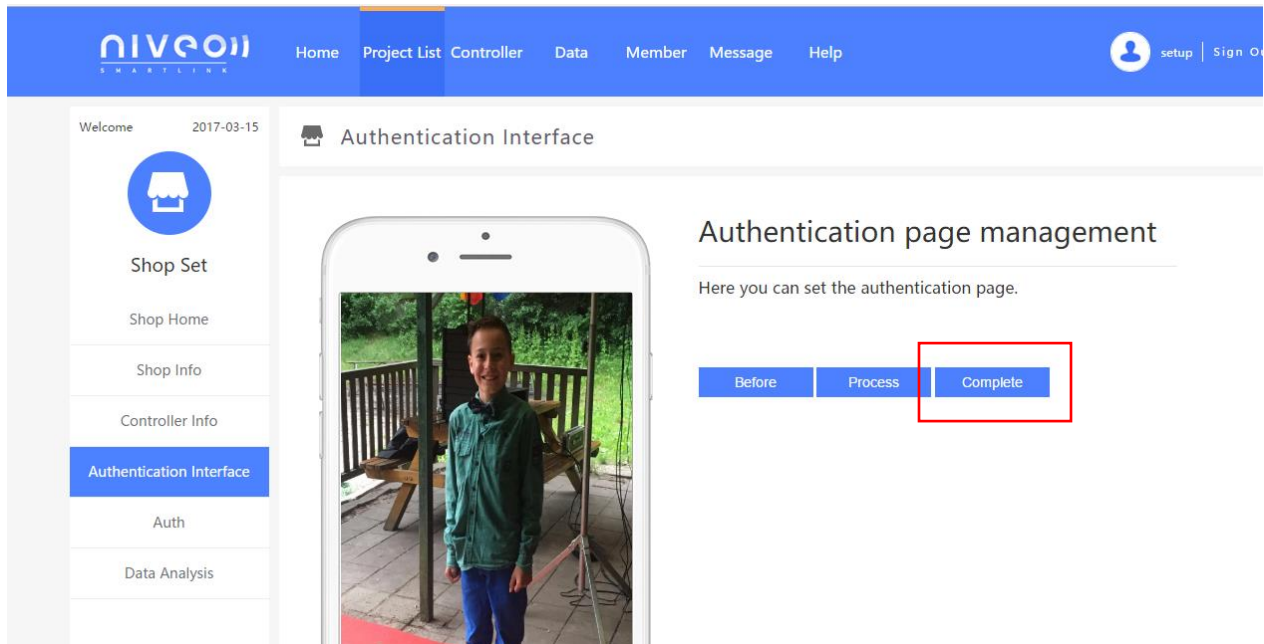 niveo
SMARTLINK
Home Project List Controller Data Member Message Help
setup | Sign Ou
Welcome 2017-03-15
Authentication Interface
Shop Set
Shop Home
Shop Info
Controller Info
Authentication Interface
Auth
Data Analysis
Authentication page management
Here you can set the authentication page.
Before Process Complete